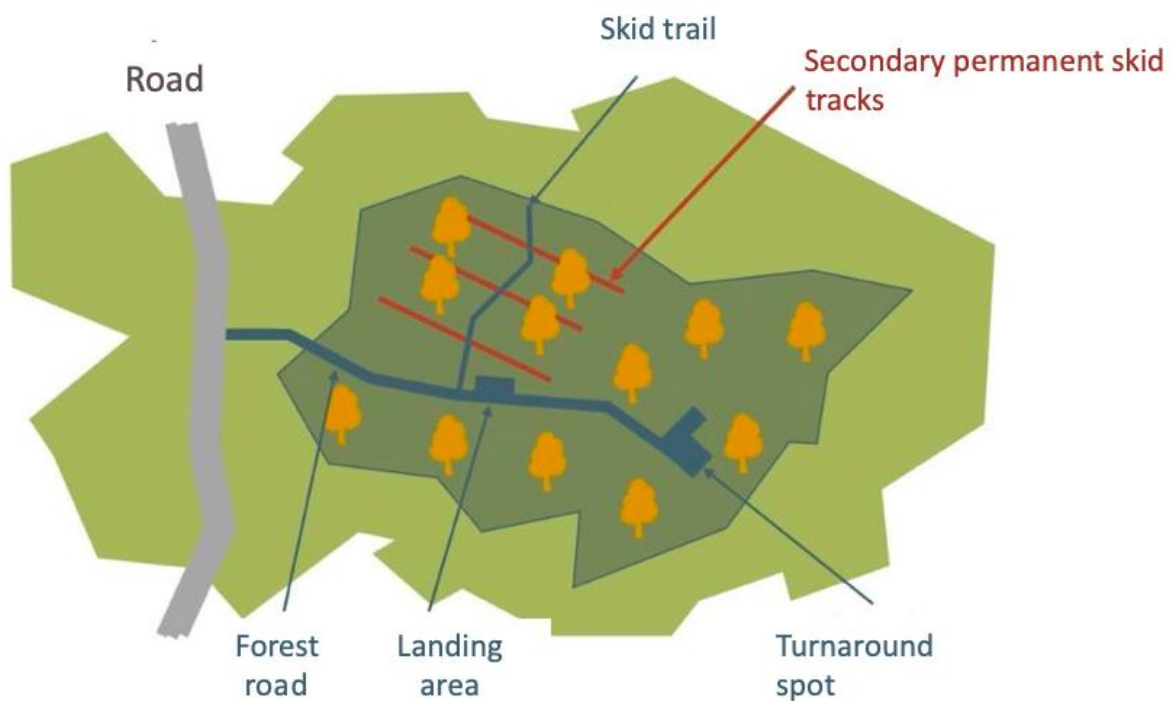 Skid trail
Road
Secondary permanent skid
tracks
Forest
road
Landing
area
Turnaround
spot